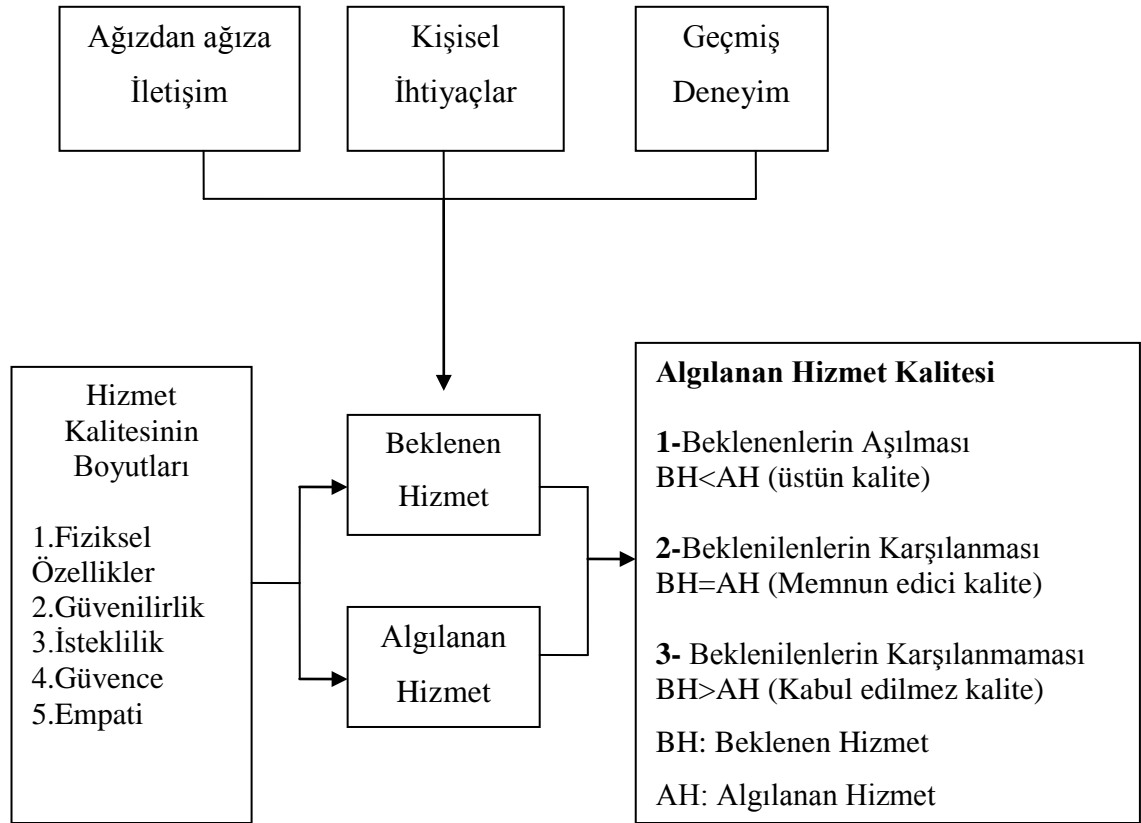 Ağızdan ağıza
İletişim
Kişisel
İhtiyaçlar
Geçmiş
Deneyim
Hizmet
Kalitesinin
Boyutları
1.Fiziksel
Özellikler
2.Güvenilirlik
3.İsteklilik
4.Güvence
5.Empati
Beklenen
Hizmet
Algılanan
Hizmet
Algılanan Hizmet Kalitesi
1-Beklenenlerin Aşılması
BH<AH (üstün kalite)
2-Beklenilenlerin Karşılanması
BH=AH (Memnun edici kalite)
3- Beklenilenlerin Karşılanmaması
BH>AH (Kabul edilmez kalite)
BH: Beklenen Hizmet
AH: Algılanan Hizmet